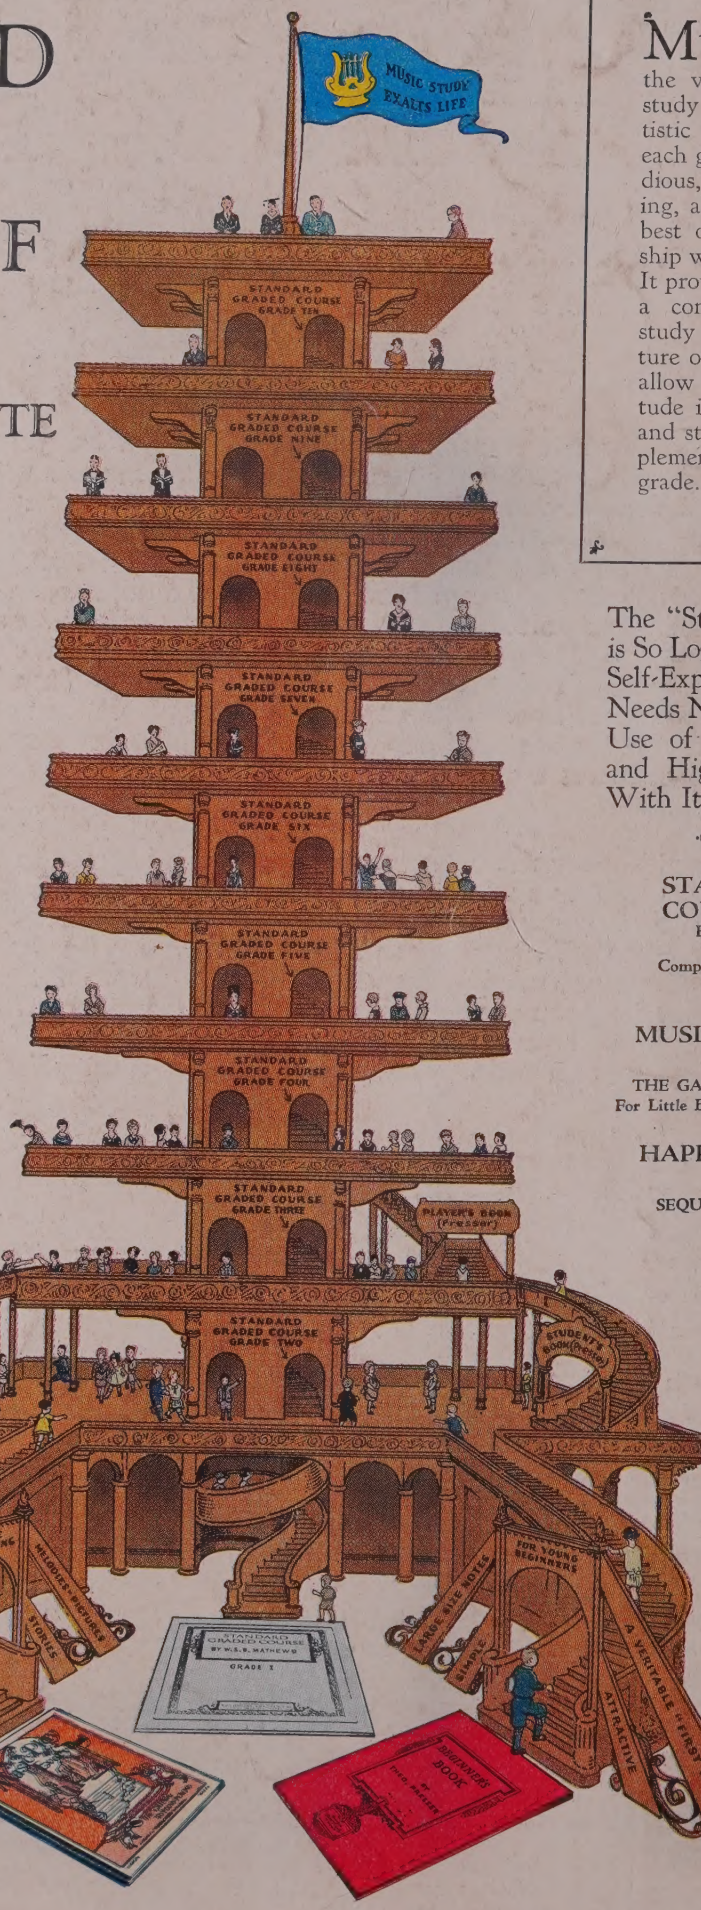 D
F
TE
MUSIC STUDY
EXALTS LIFE
STANDARD
GRADED COURSE
GRADE TEN
STANDARD
GRADED COURSE
GRADE NINE
STANDARD
GRADED COURSE
GRADE EIGHT
STANDARD
GRADED COURSE
GRADE SEVEN
STANDARD
GRADED COURSE
GRADE SIX
STANDARD
GRADED COURSE
GRADE FIVE
STANDARD
GRADED COURSE
GRADE FOUR
STANDARD
GRADED COURSE
GRADE THREE
PLAYER'S BOOK
(Presser)
STANDARD
GRADED COURSE
GRADE TWO
STUDENT'S
BOOK (Presser)
NG
MELODIES-PICTURES
STORIES
LARGE SIZE NOTES
SIMPLE
FOR YOUNG
BEGINNERS
A VERITABLE "FIRST
ATTRACTIVE
STANDARD
GRADED COURSE
BY W.S.B. MATHEWS
GRADE I
BEGINNER'S
BOOK
BY
THEO. PRESSER
M
the v
study
tistic
each g
dious,
ing, a
best o
ship w
It pro
a con
study
ture o
allow
tude i
and st
plemen
grade.
The "St
is So Lo
Self-Exp
Needs N
Use of
and Hig
With It
STA
CO
Comp
MUSI
THE GA
For Little B
HAPP
SEQU